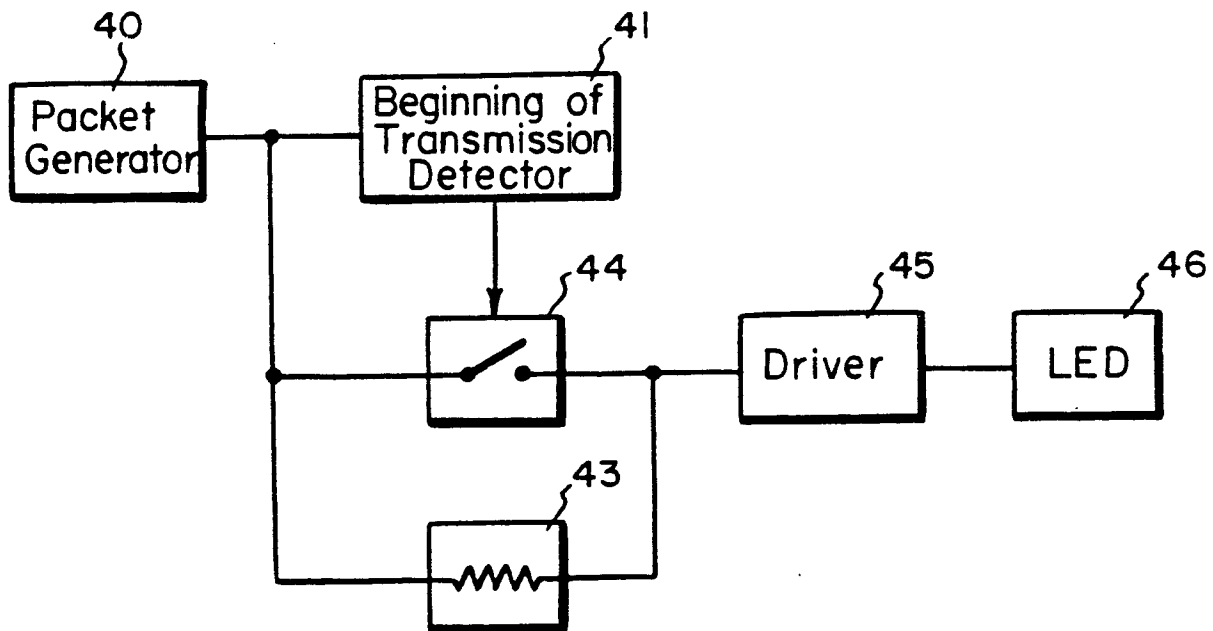 40
41
Packet
Generator
Beginning of
Transmission
Detector
44
45
46
Driver
LED
43